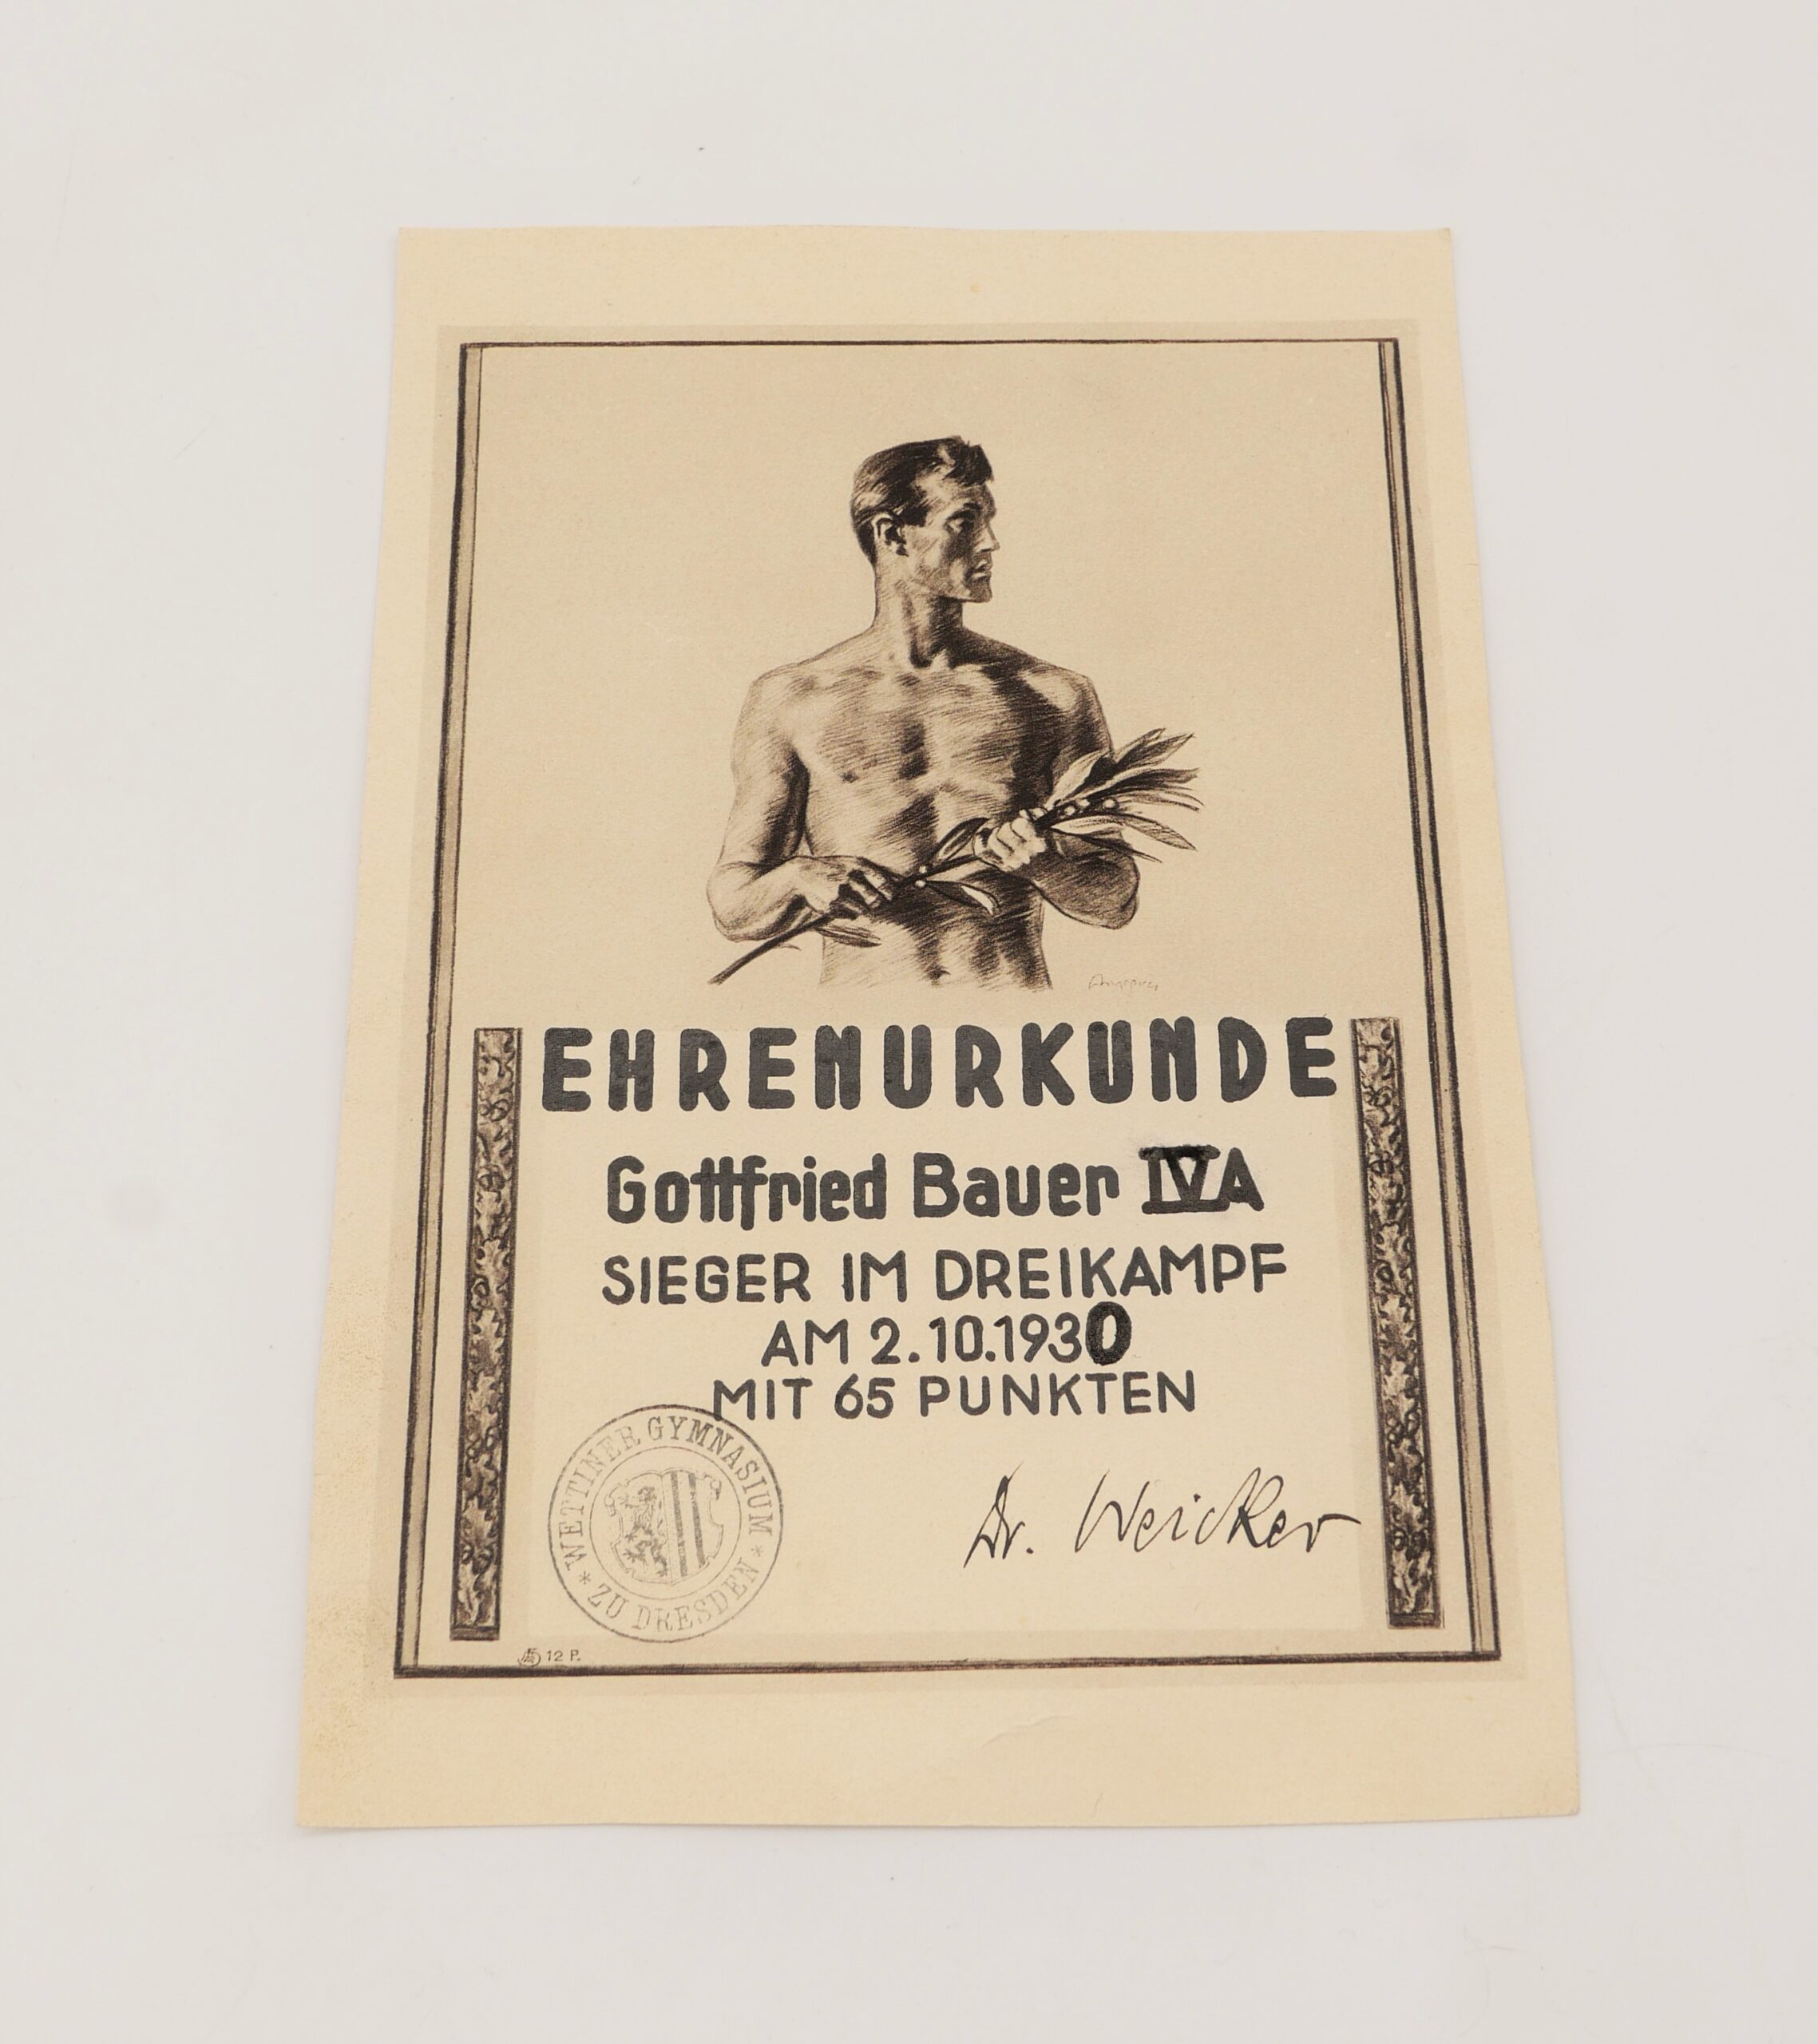 EHRENURKUNDE
Gottfried Bauer IVA
SIEGER IM DREIKAMPF
AM 2.10.1930
MIT 65 PUNKTEN
* WETTINER GYMNASIUM * ZU DRESDEN
Dr. Weicker
12 P.